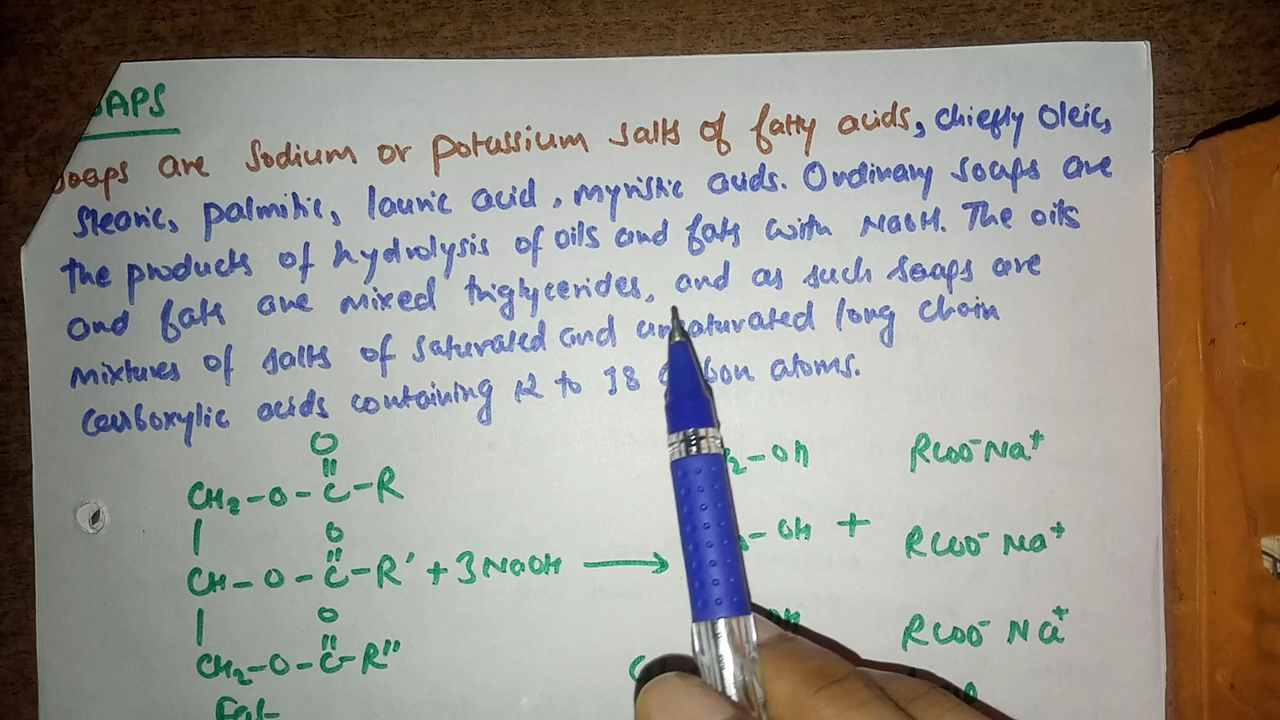 SOAPS
Soaps are Sodium or potassium salts of fatty acids, chiefly Oleic,
Stearic, palmitic, lauric acid, myristic acids. Ordinary soaps are
the products of hydrolysis of oils and fats with NaOH. The oils
and fats are mixed triglycerides, and as such soaps are
mixtures of salts of saturated and unsaturated long chain
carboxylic acids containing 12 to 18 carbon atoms.
O
CH2-O-C-R 2-OH RCOO⁻Na⁺
O
CH-O-C-R' + 3NaOH → -OH + RCOO⁻Na⁺
O
CH2-O-C-R'' RCOO⁻Na⁺
Fat